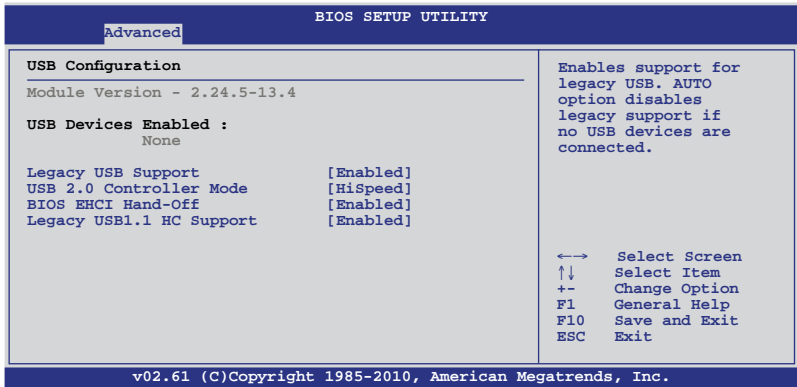 BIOS SETUP UTILITY
Advanced
USB Configuration
Module Version - 2.24.5-13.4
USB Devices Enabled :
None
Legacy USB Support [Enabled]
USB 2.0 Controller Mode [HiSpeed]
BIOS EHCI Hand-Off [Enabled]
Legacy USB1.1 HC Support [Enabled]
Enables support for
legacy USB. AUTO
option disables
legacy support if
no USB devices are
connected.
←→ Select Screen
↑↓ Select Item
+- Change Option
F1 General Help
F10 Save and Exit
ESC Exit
v02.61 (C)Copyright 1985-2010, American Megatrends, Inc.